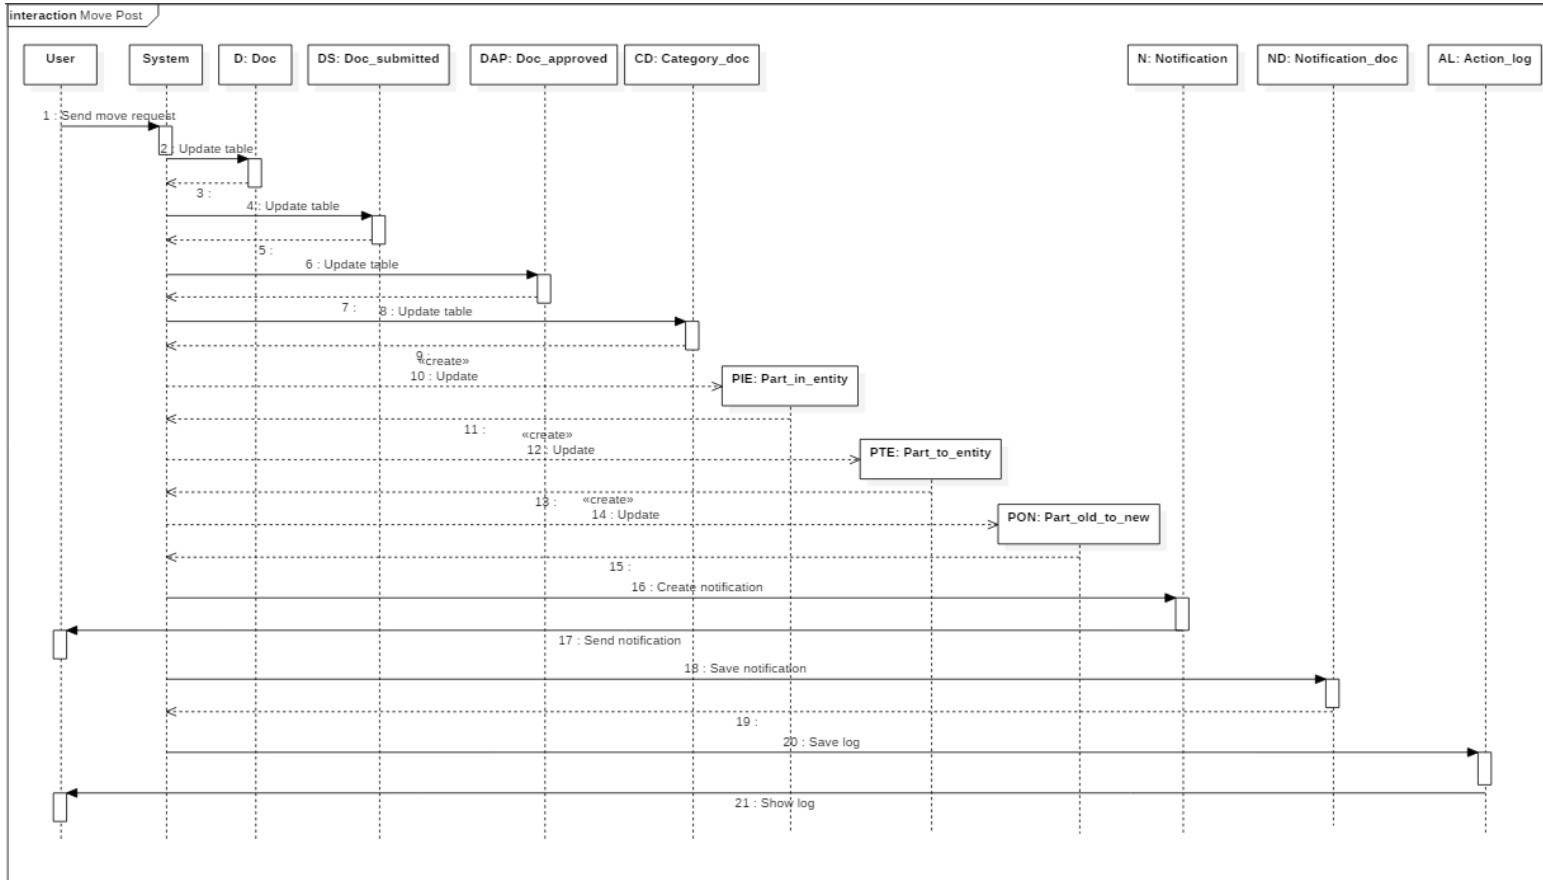 interaction Move Post
User
System
D: Doc
DS: Doc_submitted
DAP: Doc_approved
CD: Category_doc
N: Notification
ND: Notification_doc
AL: Action_log
1 : Send move request
2 : Update table
3 :
4 : Update table
5 :
6 : Update table
7 :
8 : Update table
9 :
«create»
10 : Update
PIE: Part_in_entity
11 :
«create»
12 : Update
PTE: Part_to_entity
13 :
«create»
14 : Update
PON: Part_old_to_new
15 :
16 : Create notification
17 : Send notification
18 : Save notification
19 :
20 : Save log
21 : Show log